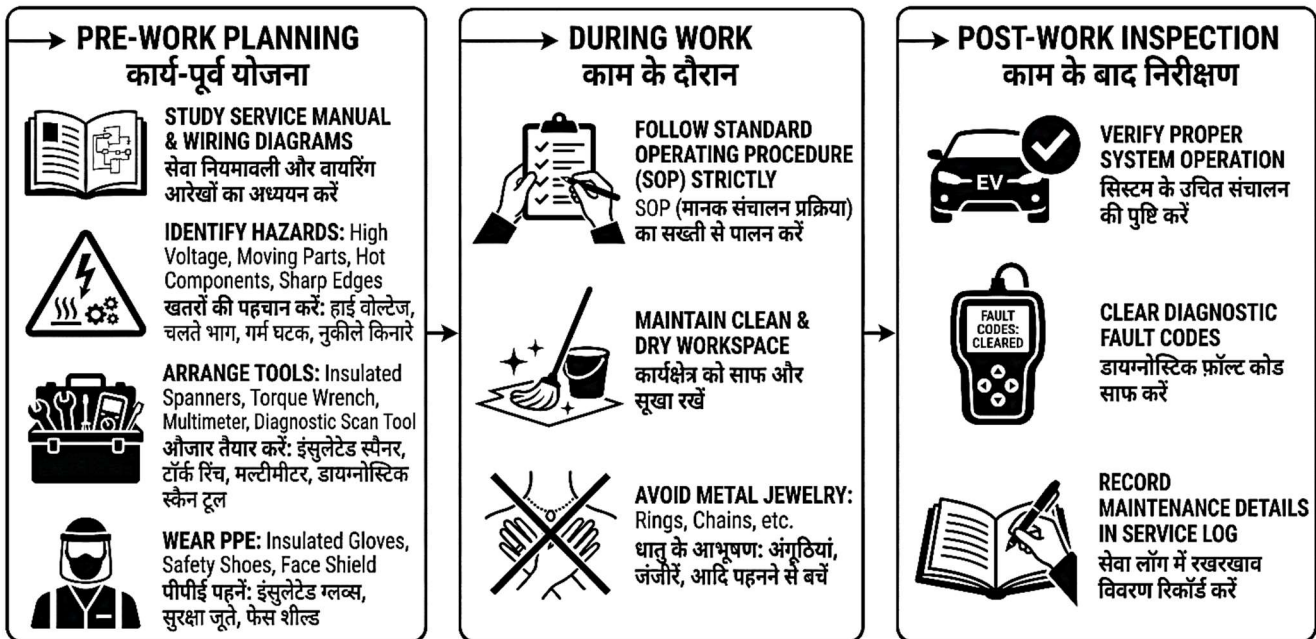 PRE-WORK PLANNING
कार्य-पूर्व योजना
STUDY SERVICE MANUAL
& WIRING DIAGRAMS
सेवा नियमावली और वायरिंग
आरेखों का अध्ययन करें
IDENTIFY HAZARDS: High
Voltage, Moving Parts, Hot
Components, Sharp Edges
खतरों की पहचान करें: हाई वोल्टेज,
चलते भाग, गर्म घटक, नुकीले किनारे
ARRANGE TOOLS: Insulated
Spanners, Torque Wrench,
Multimeter, Diagnostic Scan Tool
औजार तैयार करें: इंसुलेटेड स्पैनर,
टॉर्क रिंच, मल्टीमीटर, डायग्नोस्टिक
स्कैन टूल
WEAR PPE: Insulated Gloves,
Safety Shoes, Face Shield
पीपीई पहनें: इंसुलेटेड ग्लव्स,
सुरक्षा जूते, फेस शील्ड
DURING WORK
काम के दौरान
FOLLOW STANDARD
OPERATING PROCEDURE
(SOP) STRICTLY
SOP (मानक संचालन प्रक्रिया)
का सख्ती से पालन करें
MAINTAIN CLEAN &
DRY WORKSPACE
कार्यक्षेत्र को साफ और
सूखा रखें
AVOID METAL JEWELRY:
Rings, Chains, etc.
धातु के आभूषण: अंगूठियां,
जंजीरें, आदि पहनने से बचें
POST-WORK INSPECTION
काम के बाद निरीक्षण
EV
VERIFY PROPER
SYSTEM OPERATION
सिस्टम के उचित संचालन
की पुष्टि करें
FAULT
CODES:
CLEARED
CLEAR DIAGNOSTIC
FAULT CODES
डायग्नोस्टिक फ़ॉल्ट कोड
साफ करें
RECORD
MAINTENANCE DETAILS
IN SERVICE LOG
सेवा लॉग में रखरखाव
विवरण रिकॉर्ड करें